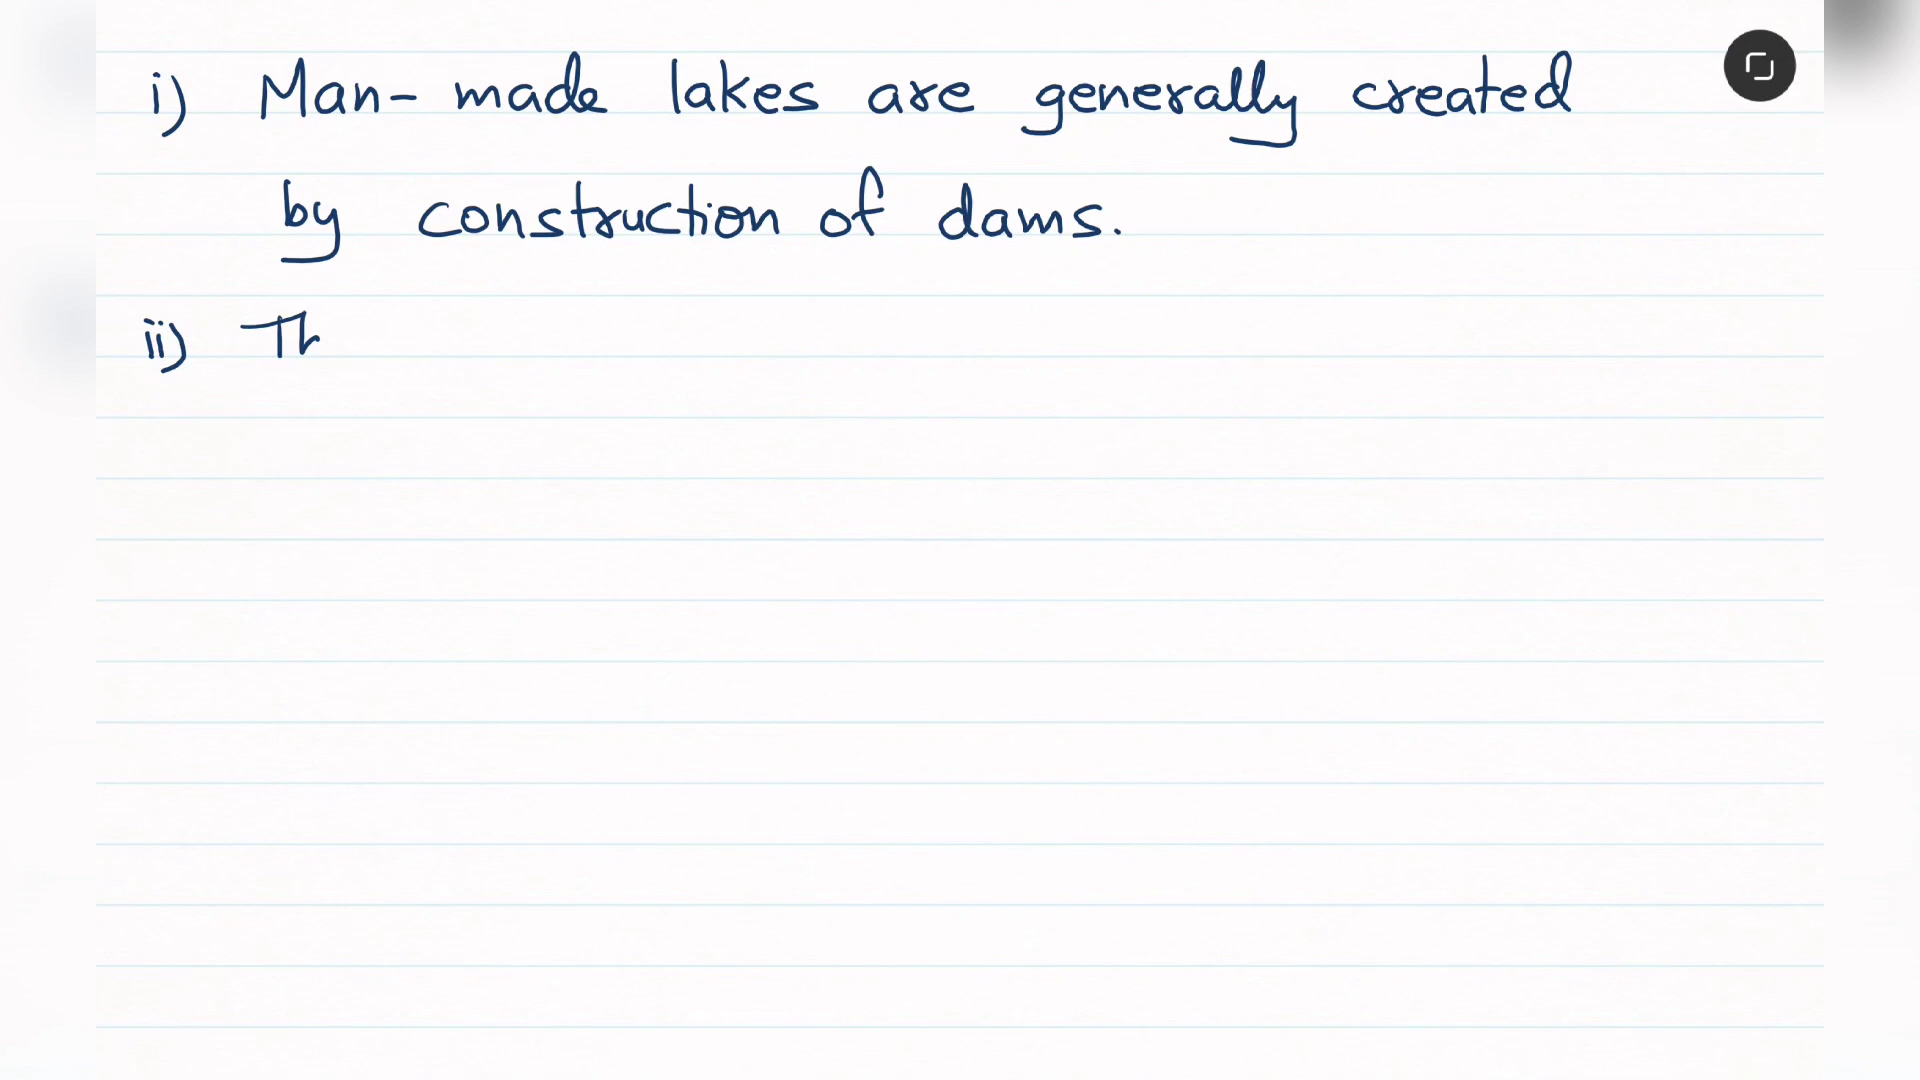 i) Man-made lakes are generally created
by construction of dams.
ii) Th